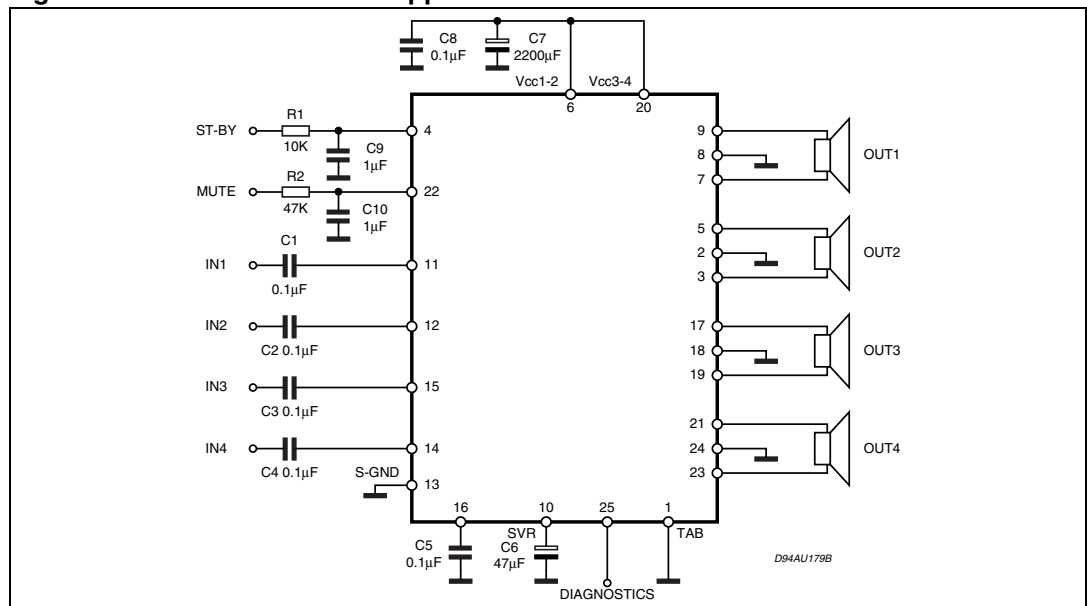 C8
0.1µF
C7
2200µF
Vcc1-2
Vcc3-4
6
20
ST-BY
R1
10K
4
C9
1µF
MUTE
R2
47K
22
C10
1µF
IN1
C1
0.1µF
11
IN2
C2 0.1µF
12
IN3
C3 0.1µF
15
IN4
C4 0.1µF
14
S-GND
13
9
8
7
OUT1
5
2
3
OUT2
17
18
19
OUT3
21
24
23
OUT4
16
10
25
1
SVR
TAB
C5
0.1µF
C6
47µF
DIAGNOSTICS
D94AU179B